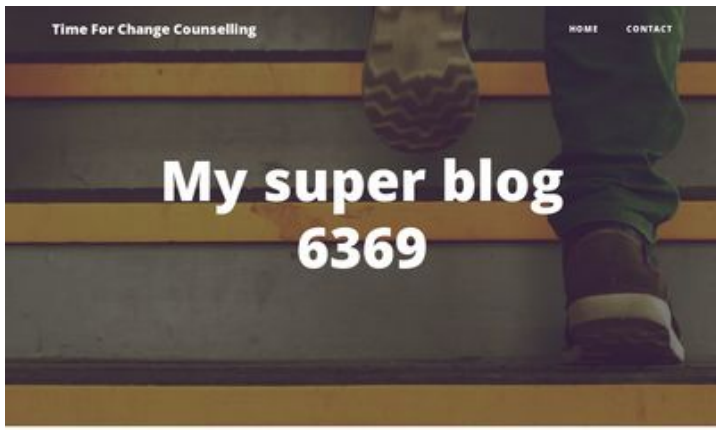 Time For Change Counselling
HOME
CONTACT
My super blog
6369